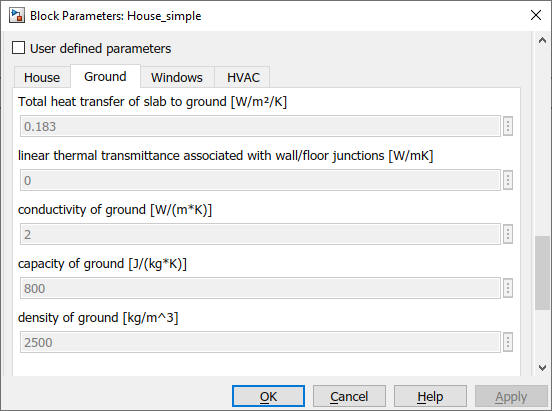 Block Parameters: House_simple
User defined parameters
House Ground Windows HVAC
Total heat transfer of slab to ground [W/m²/K]
0.183
linear thermal transmittance associated with wall/floor junctions [W/mK]
0
conductivity of ground [W/(m*K)]
2
capacity of ground [J/(kg*K)]
800
density of ground [kg/m^3]
2500
OK Cancel Help Apply